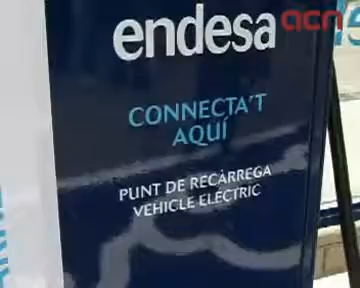 endesa
acn
CONNECTA'T
AQUÍ
PUNT DE RECÀRREGA
VEHICLE ELÈCTRIC